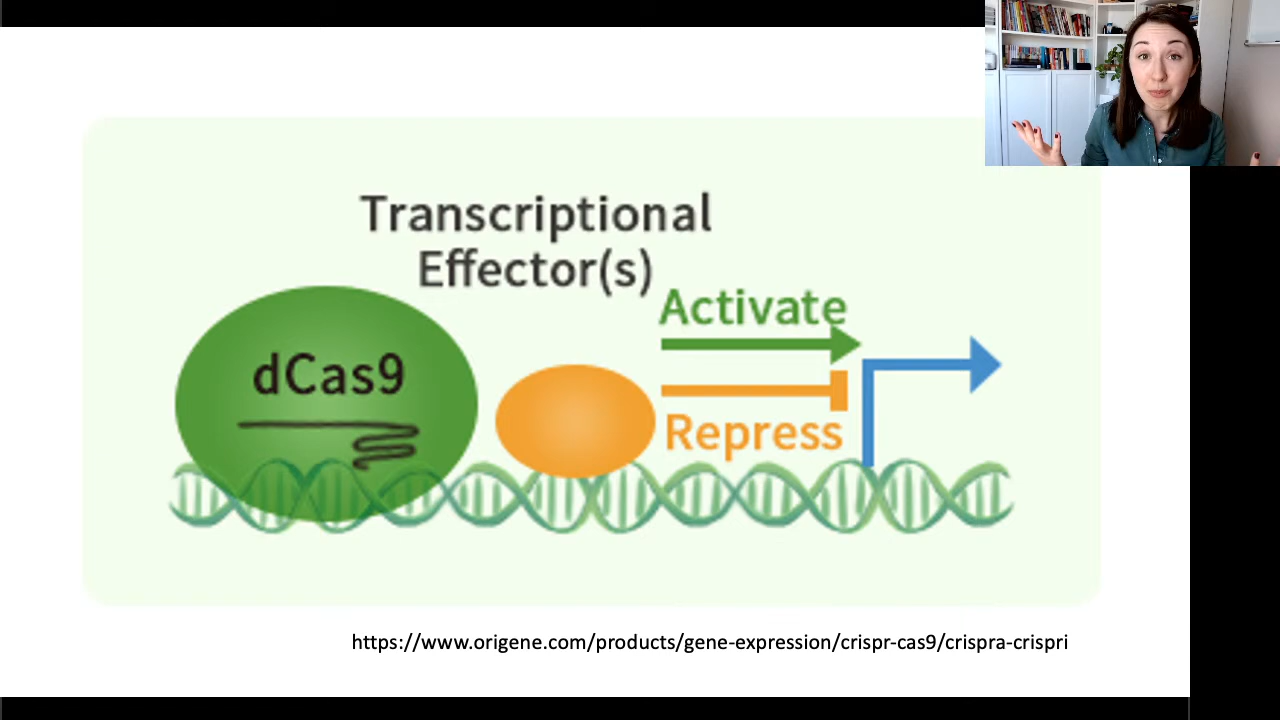 Transcriptional
Effector(s)
Activate
dCas9
Repress
https://www.origene.com/products/gene-expression/crispr-cas9/crispra-crispri